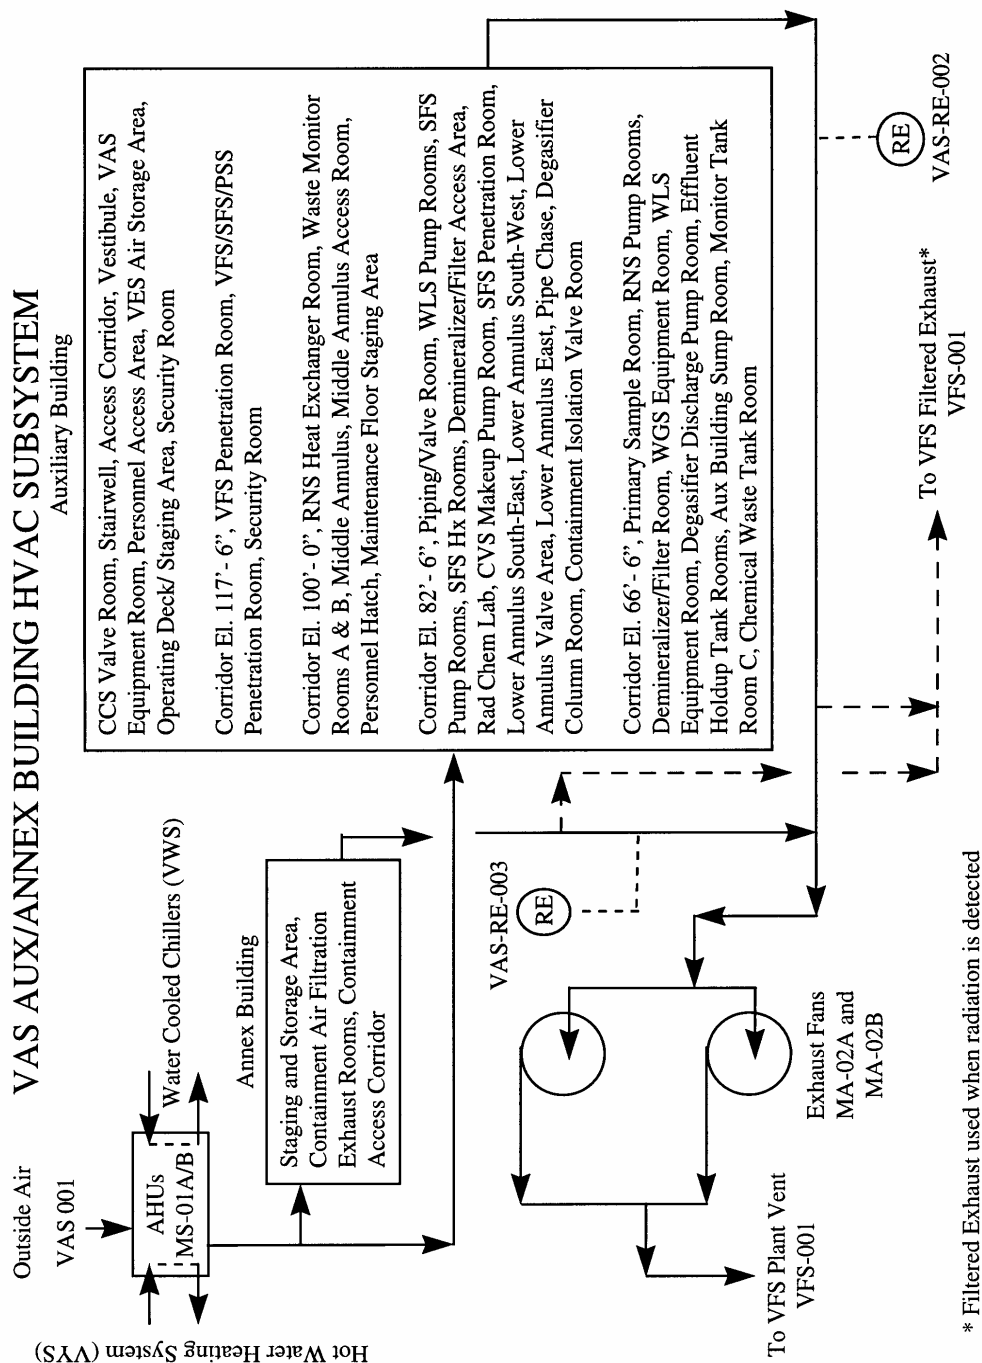 VAS AUX/ANNEX BUILDING HVAC SUBSYSTEM
Outside Air
VAS 001
AHUs
MS-01A/B
Hot Water Heating System (VYS)
Water Cooled Chillers (VWS)
Annex Building
Staging and Storage Area,
Containment Air Filtration
Exhaust Rooms, Containment
Access Corridor
Auxiliary Building
CCS Valve Room, Stairwell, Access Corridor, Vestibule, VAS
Equipment Room, Personnel Access Area, VES Air Storage Area,
Operating Deck/ Staging Area, Security Room
Corridor El. 117’- 6”, VFS Penetration Room, VFS/SFS/PSS
Penetration Room, Security Room
Corridor El. 100’- 0”, RNS Heat Exchanger Room, Waste Monitor
Rooms A & B, Middle Annulus, Middle Annulus Access Room,
Personnel Hatch, Maintenance Floor Staging Area
Corridor El. 82’- 6”, Piping/Valve Room, WLS Pump Rooms, SFS
Pump Rooms, SFS Hx Rooms, Demineralizer/Filter Access Area,
Rad Chem Lab, CVS Makeup Pump Room, SFS Penetration Room,
Lower Annulus South-East, Lower Annulus South-West, Lower
Annulus Valve Area, Lower Annulus East, Pipe Chase, Degasifier
Column Room, Containment Isolation Valve Room
Corridor El. 66’- 6”, Primary Sample Room, RNS Pump Rooms,
Demineralizer/Filter Room, WGS Equipment Room, WLS
Equipment Room, Degasifier Discharge Pump Room, Effluent
Holdup Tank Rooms, Aux Building Sump Room, Monitor Tank
Room C, Chemical Waste Tank Room
VAS-RE-003
RE
RE
VAS-RE-002
To VFS Filtered Exhaust*
VFS-001
Exhaust Fans
MA-02A and
MA-02B
To VFS Plant Vent
VFS-001
* Filtered Exhaust used when radiation is detected